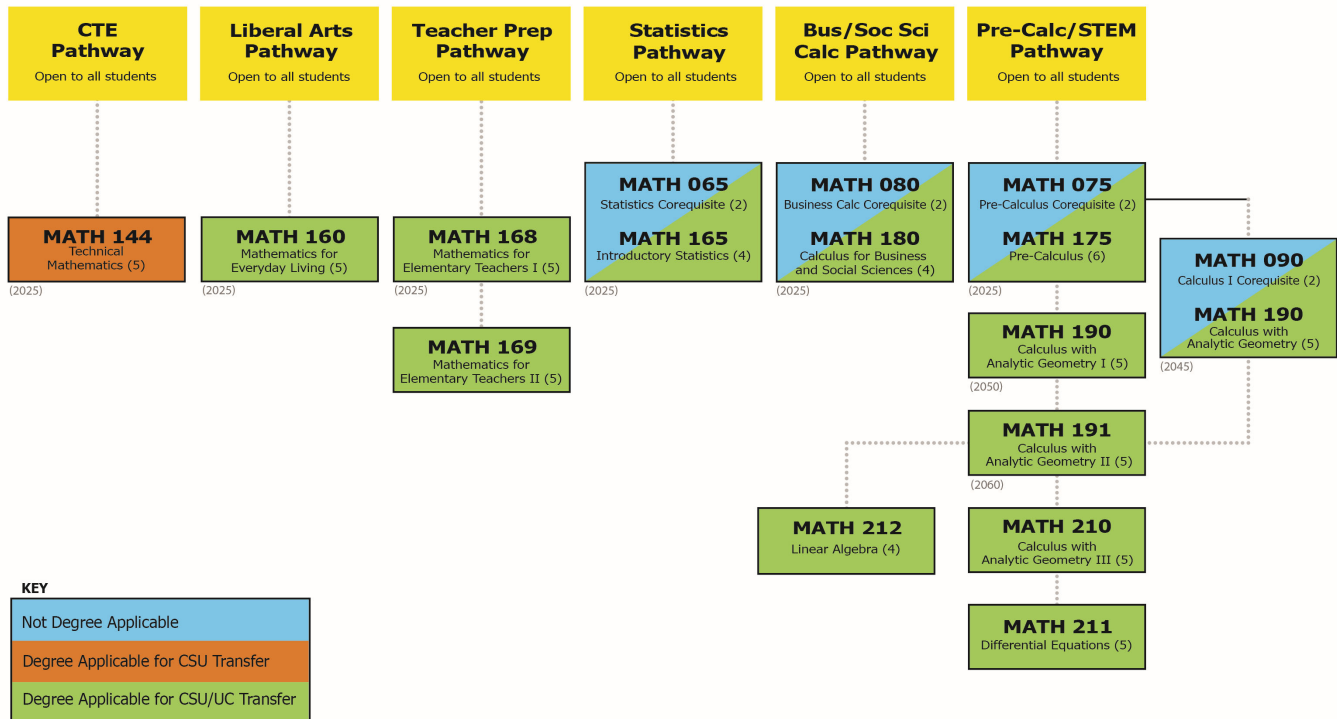 CTE
Pathway
Open to all students
Liberal Arts
Pathway
Open to all students
Teacher Prep
Pathway
Open to all students
Statistics
Pathway
Open to all students
Bus/Soc Sci
Calc Pathway
Open to all students
Pre-Calc/STEM
Pathway
Open to all students
MATH 144
Technical
Mathematics (5)
(2025)
MATH 160
Mathematics for
Everyday Living (5)
(2025)
MATH 168
Mathematics for
Elementary Teachers I (5)
(2025)
MATH 169
Mathematics for
Elementary Teachers II (5)
MATH 065
Statistics Corequisite (2)
MATH 165
Introductory Statistics (4)
(2025)
MATH 080
Business Calc Corequisite (2)
MATH 180
Calculus for Business
and Social Sciences (4)
(2025)
MATH 075
Pre-Calculus Corequisite (2)
MATH 175
Pre-Calculus (6)
(2025)
MATH 090
Calculus I Corequisite (2)
MATH 190
Calculus with
Analytic Geometry (5)
(2045)
MATH 190
Calculus with
Analytic Geometry I (5)
(2050)
MATH 191
Calculus with
Analytic Geometry II (5)
(2060)
MATH 212
Linear Algebra (4)
MATH 210
Calculus with
Analytic Geometry III (5)
MATH 211
Differential Equations (5)
KEY
Not Degree Applicable
Degree Applicable for CSU Transfer
Degree Applicable for CSU/UC Transfer